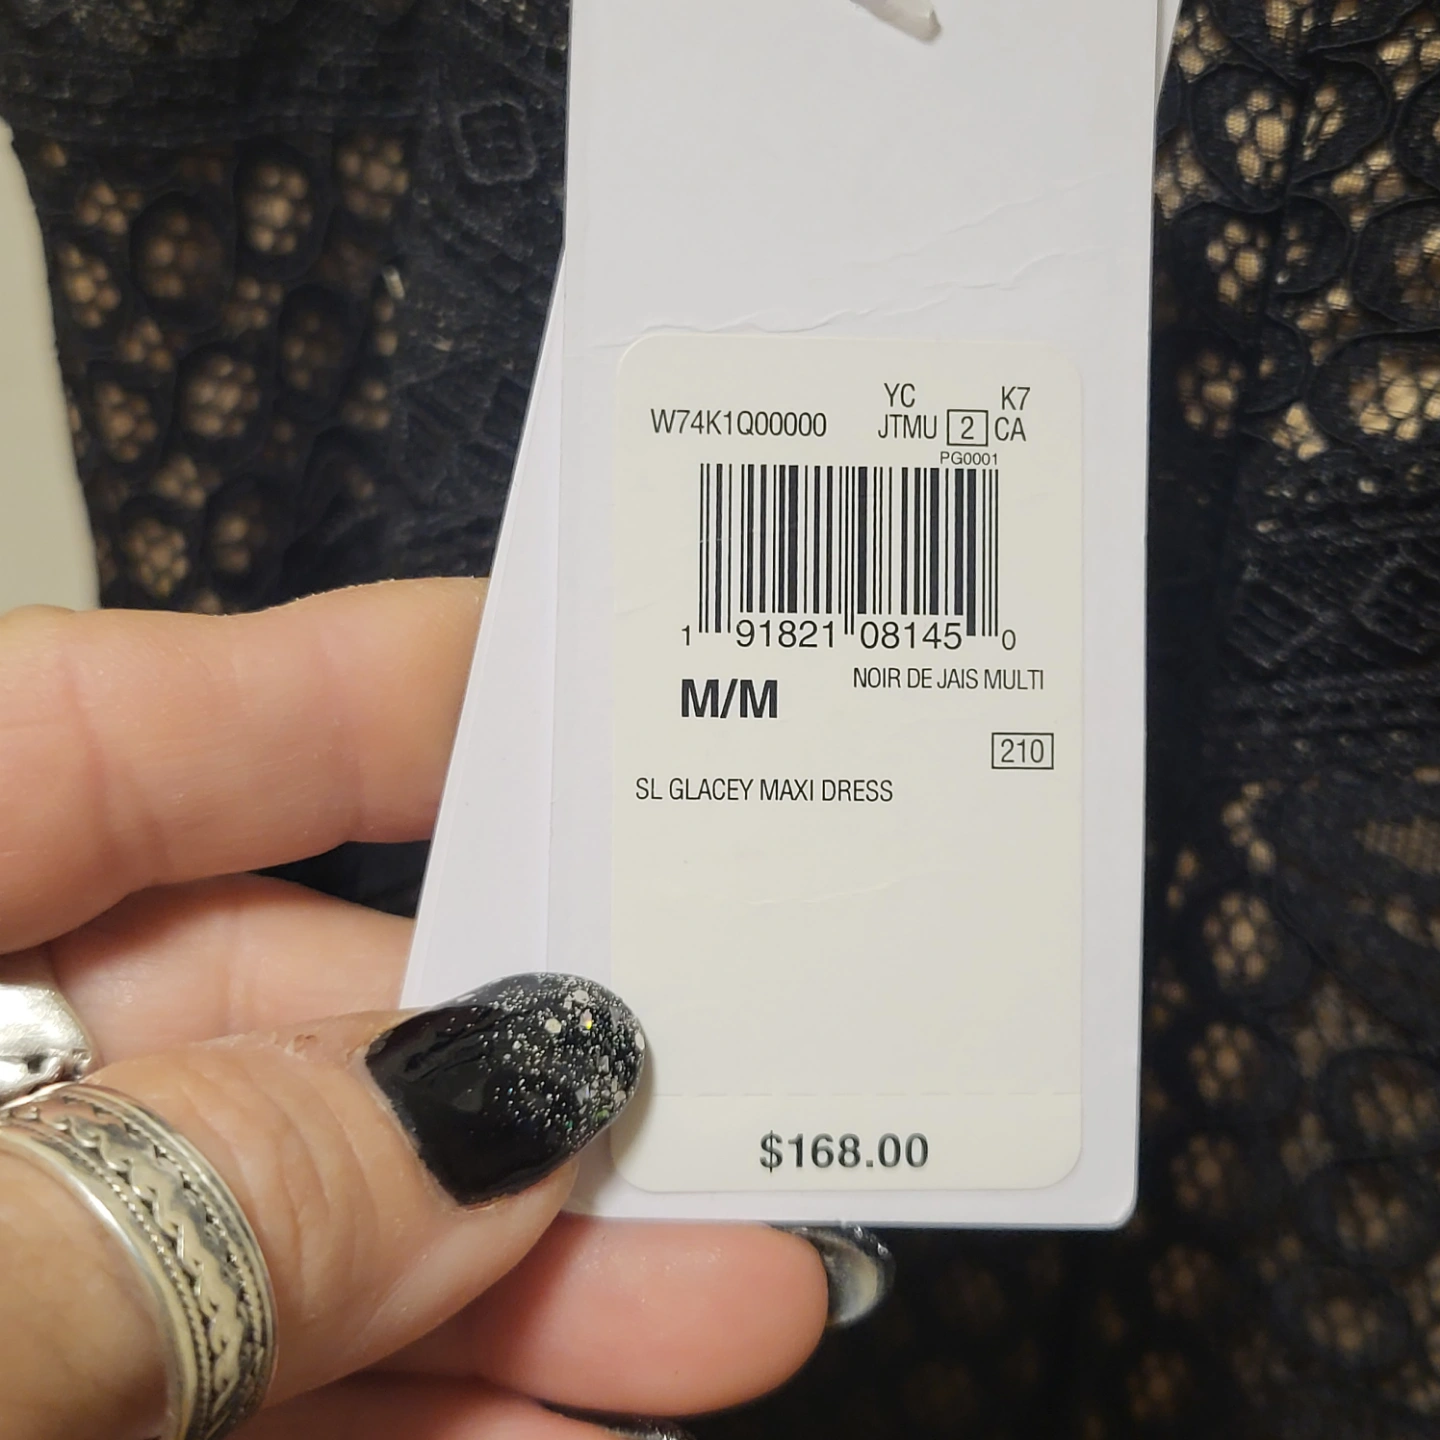 YC K7
W74K1Q00000 JTMU 2 CA
PG0001
1 91821 08145 0
M/M NOIR DE JAIS MULTI
210
SL GLACEY MAXI DRESS
$168.00